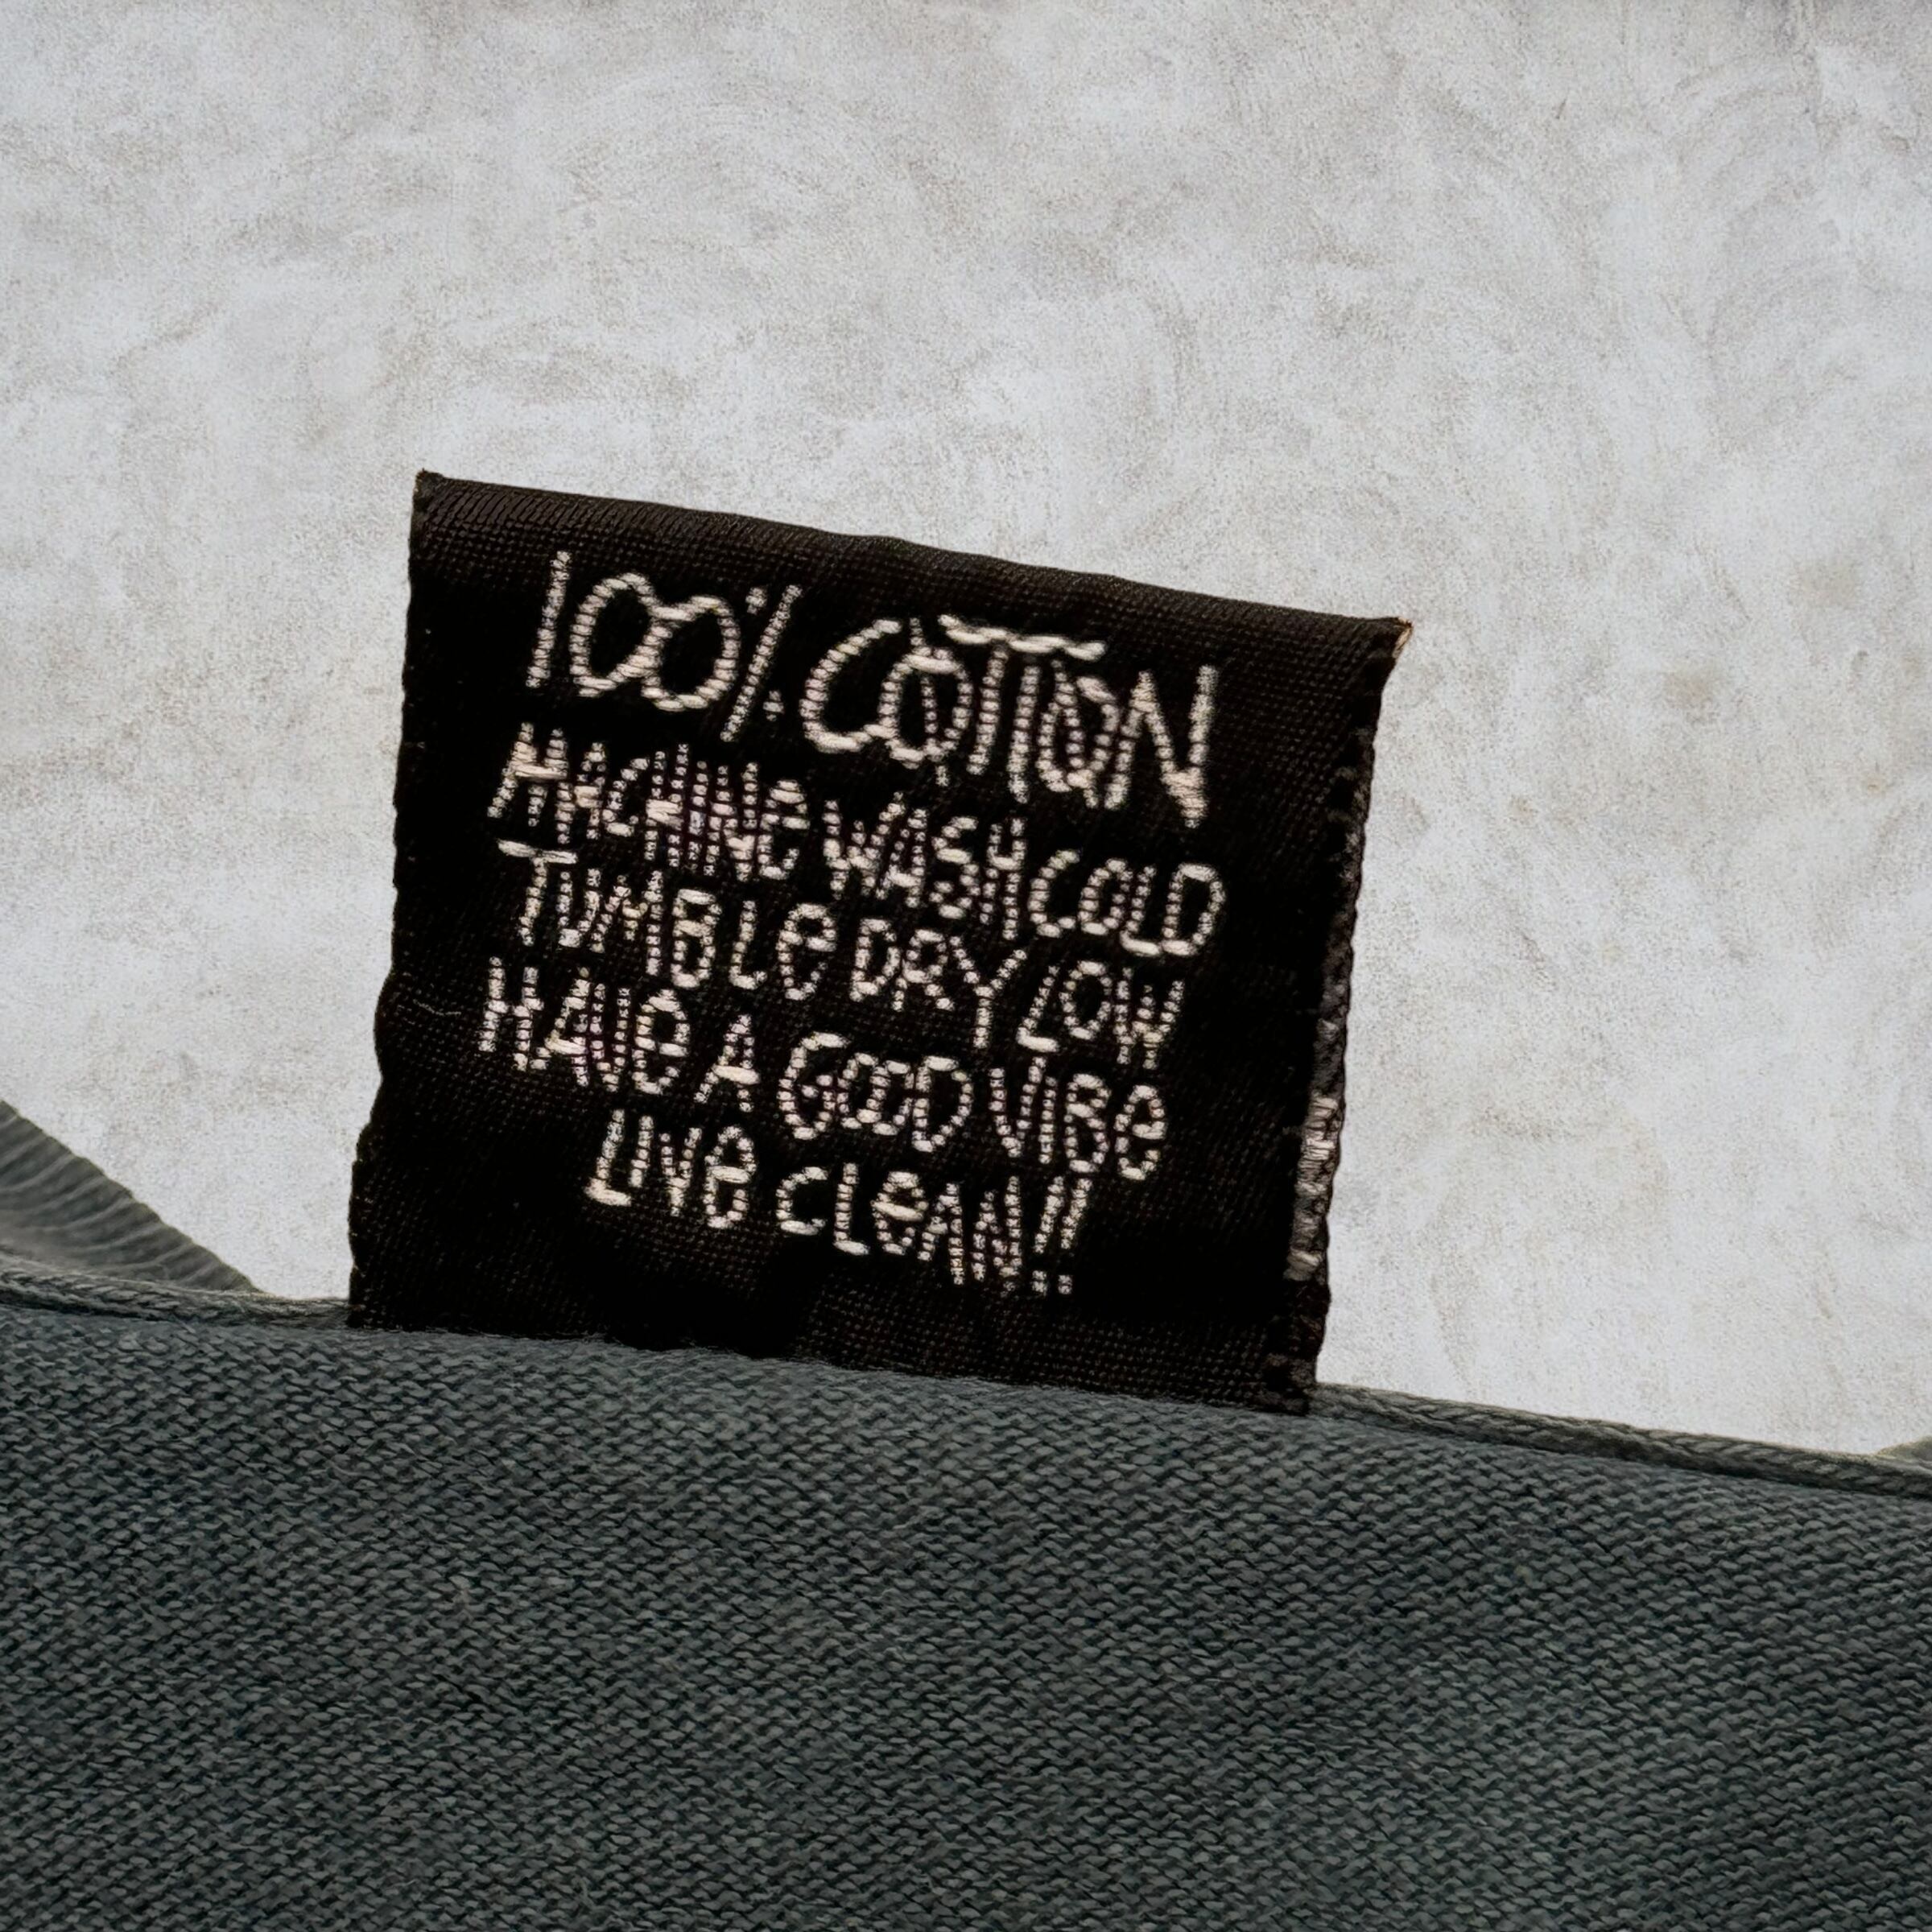 100% COTTON
MACHINE WASH COLD
TUMBLE DRY LOW
HAVE A GOOD VIBE
LIVE CLEAN!!